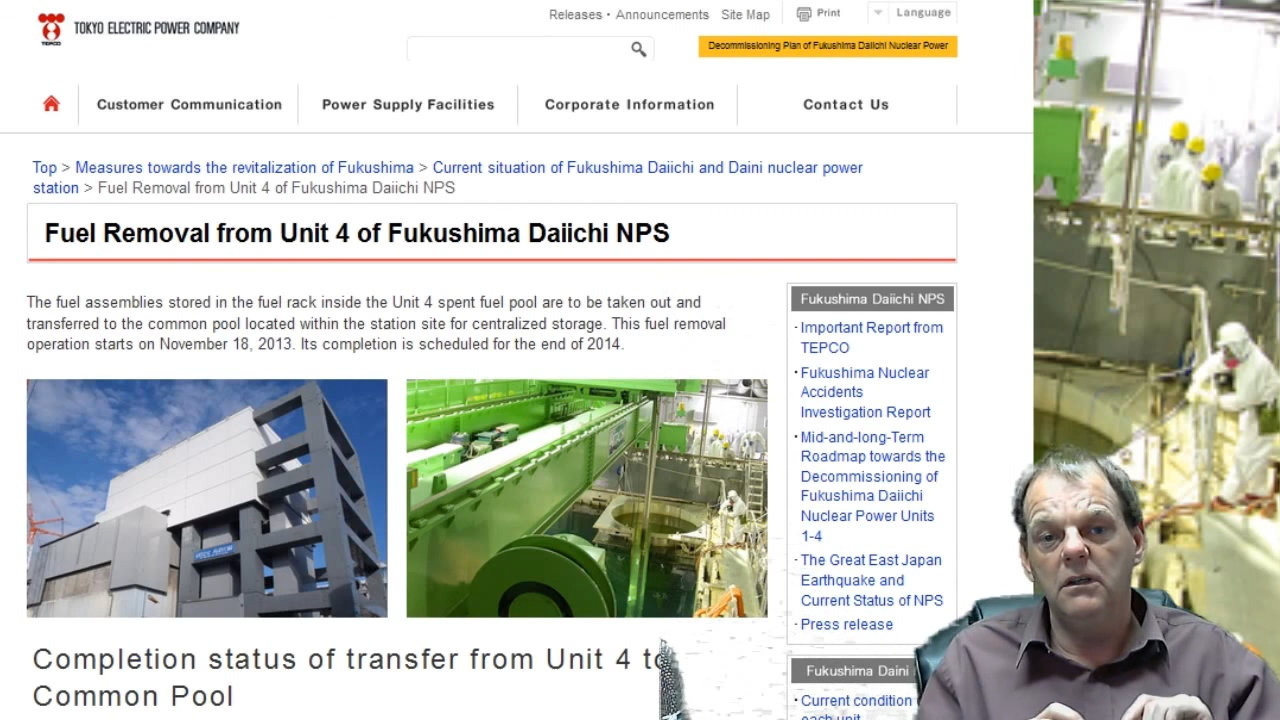 TEPCO
TOKYO ELECTRIC POWER COMPANY
Releases・Announcements Site Map Print Language
Decommissioning Plan of Fukushima Daiichi Nuclear Power
Customer Communication Power Supply Facilities Corporate Information Contact Us
Top > Measures towards the revitalization of Fukushima > Current situation of Fukushima Daiichi and Daini nuclear power
station > Fuel Removal from Unit 4 of Fukushima Daiichi NPS
Fuel Removal from Unit 4 of Fukushima Daiichi NPS
The fuel assemblies stored in the fuel rack inside the Unit 4 spent fuel pool are to be taken out and
transferred to the common pool located within the station site for centralized storage. This fuel removal
operation starts on November 18, 2013. Its completion is scheduled for the end of 2014.
Completion status of transfer from Unit 4 to
Common Pool
Fukushima Daiichi NPS
・Important Report from
TEPCO
・Fukushima Nuclear
Accidents
Investigation Report
・Mid-and-long-Term
Roadmap towards the
Decommissioning of
Fukushima Daiichi
Nuclear Power Units
1-4
・The Great East Japan
Earthquake and
Current Status of NPS
・Press release
Fukushima Daini
・Current condition
each unit